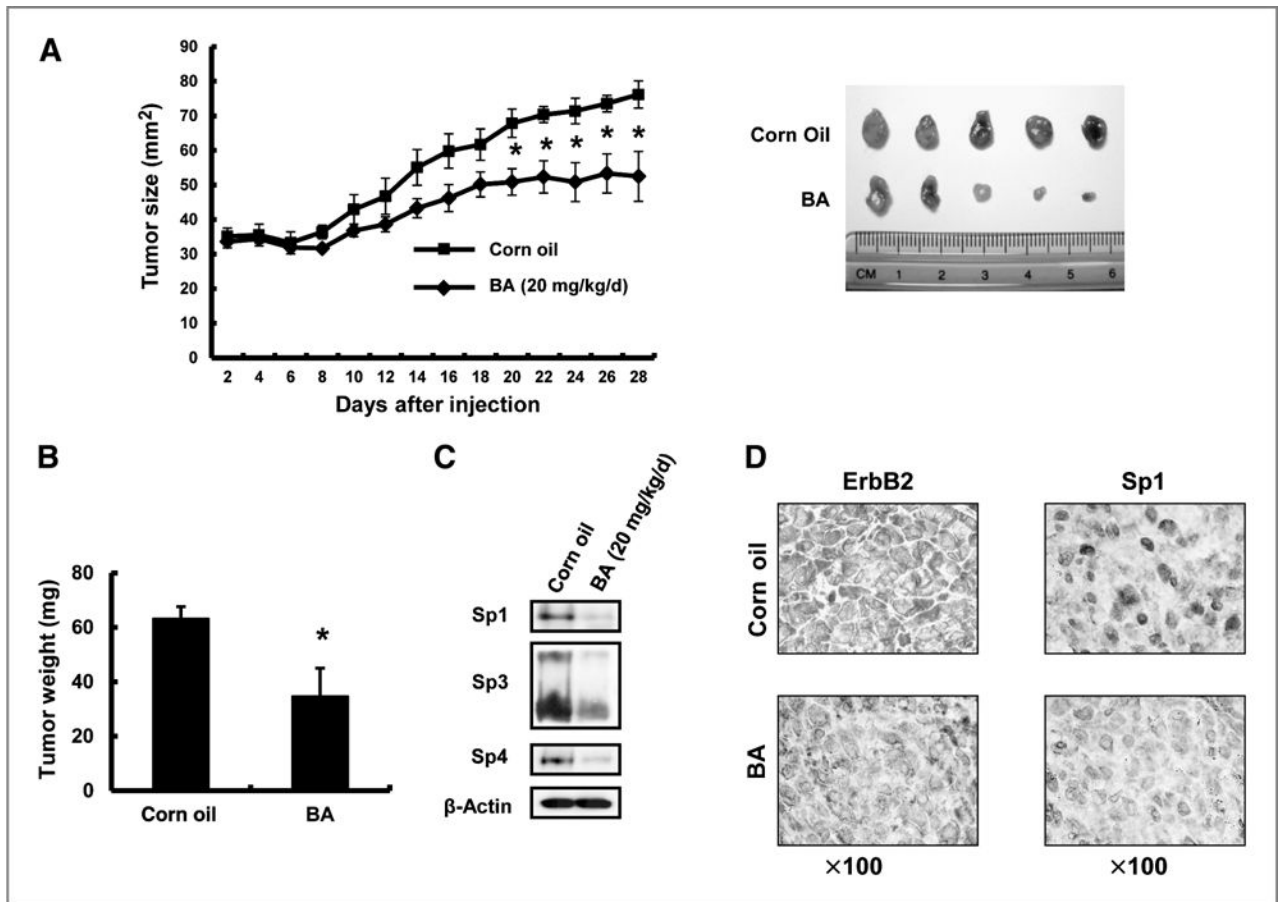 A
90
80
70
60
50
40
30
20
10
0
Tumor size (mm²)
* * * * *
Corn oil
BA (20 mg/kg/d)
2 4 6 8 10 12 14 16 18 20 22 24 26 28
Days after injection
Corn Oil
BA
CM 1 2 3 4 5 6
B
80
60
40
20
0
Tumor weight (mg)
*
Corn oil BA
C
Corn oil BA (20 mg/kg/d)
Sp1
Sp3
Sp4
β-Actin
D
ErbB2 Sp1
Corn oil
BA
×100 ×100